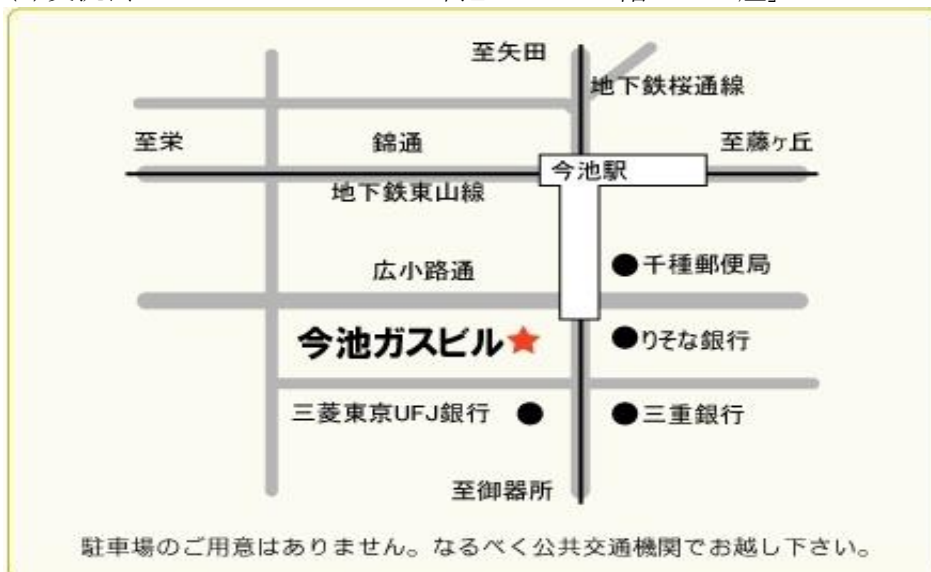 至矢田
地下鉄桜通線
至栄
錦通
至藤ヶ丘
今池駅
地下鉄東山線
広小路通
千種郵便局
今池ガスビル
りそな銀行
三菱東京UFJ銀行
三重銀行
至御器所
駐車場のご用意はありません。なるべく公共交通機関でお越し下さい。